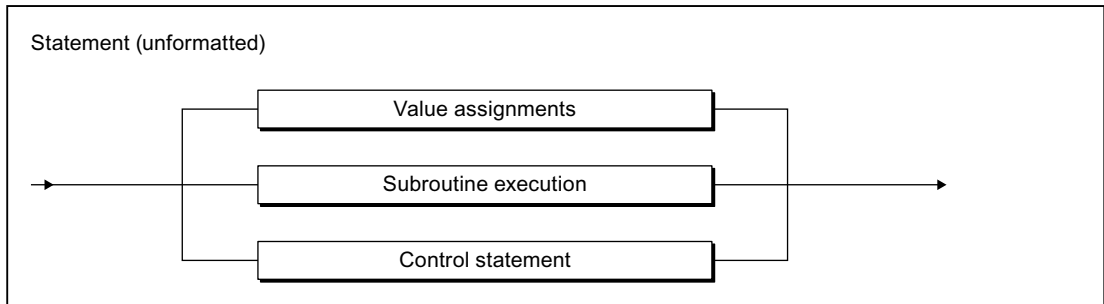 Statement (unformatted)
Value assignments
Subroutine execution
Control statement